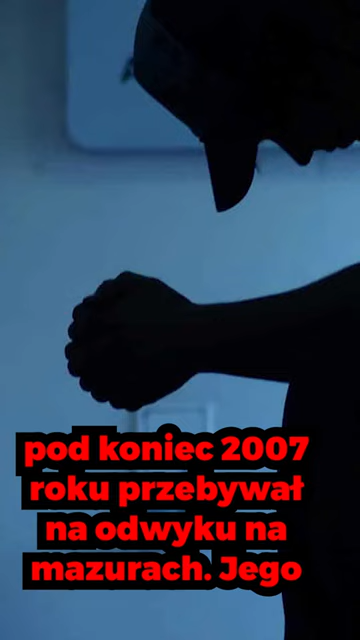 pod koniec 2007
roku przebywał
na odwyku na
mazurach. Jego